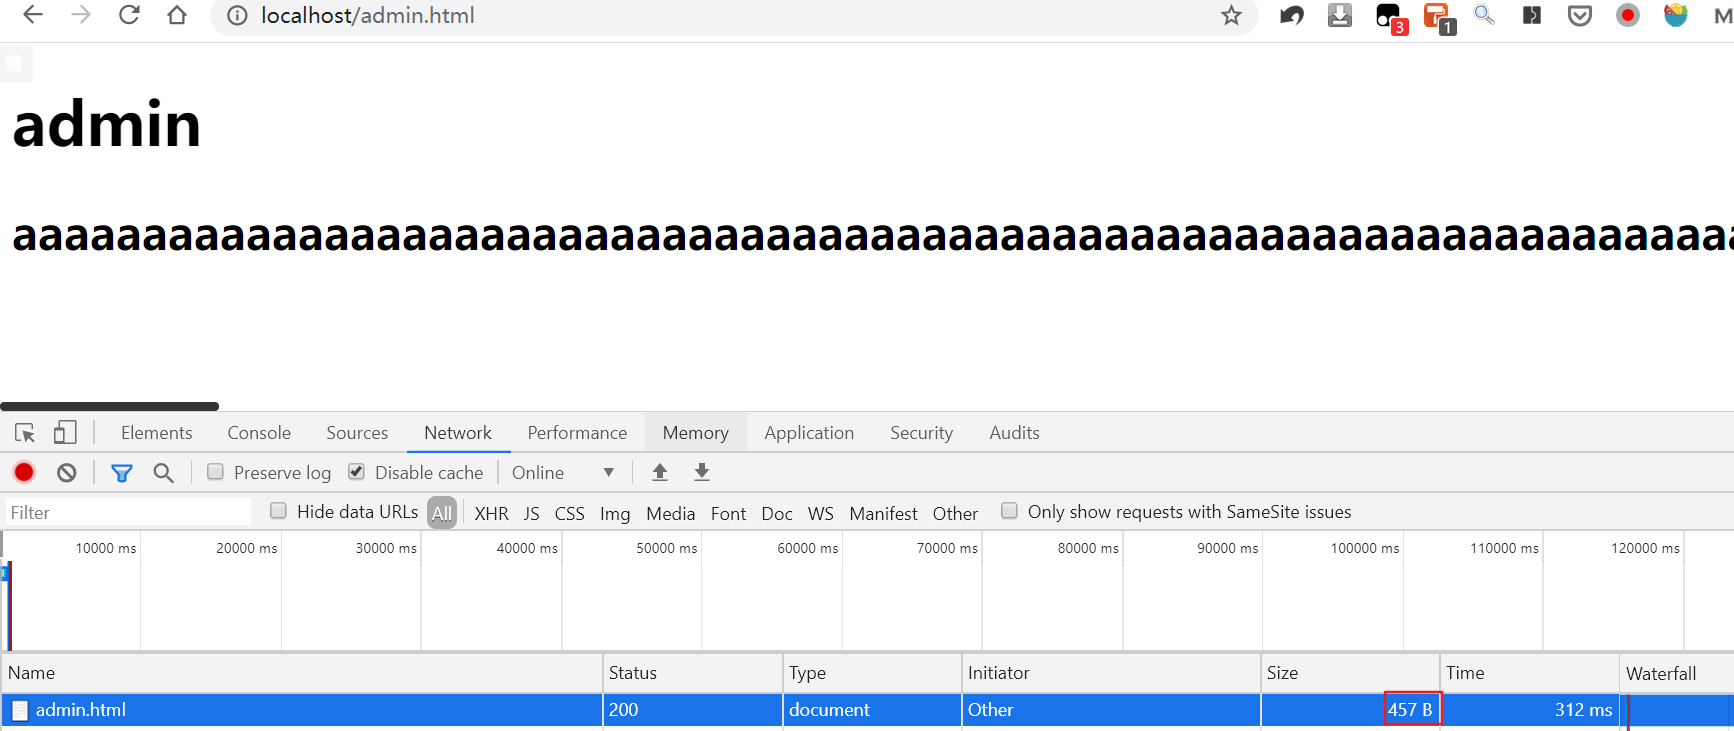 localhost/admin.html
3
1
M
admin
aaaaaaaaaaaaaaaaaaaaaaaaaaaaaaaaaaaaaaaaaaaaaaaaaaaaaaaaaaaaaaaaaaa
Elements Console Sources Network Performance Memory Application Security Audits
Preserve log Disable cache Online
Filter Hide data URLs All XHR JS CSS Img Media Font Doc WS Manifest Other Only show requests with SameSite issues
10000 ms 20000 ms 30000 ms 40000 ms 50000 ms 60000 ms 70000 ms 80000 ms 90000 ms 100000 ms 110000 ms 120000 ms
Name Status Type Initiator Size Time Waterfall
admin.html 200 document Other 457 B 312 ms